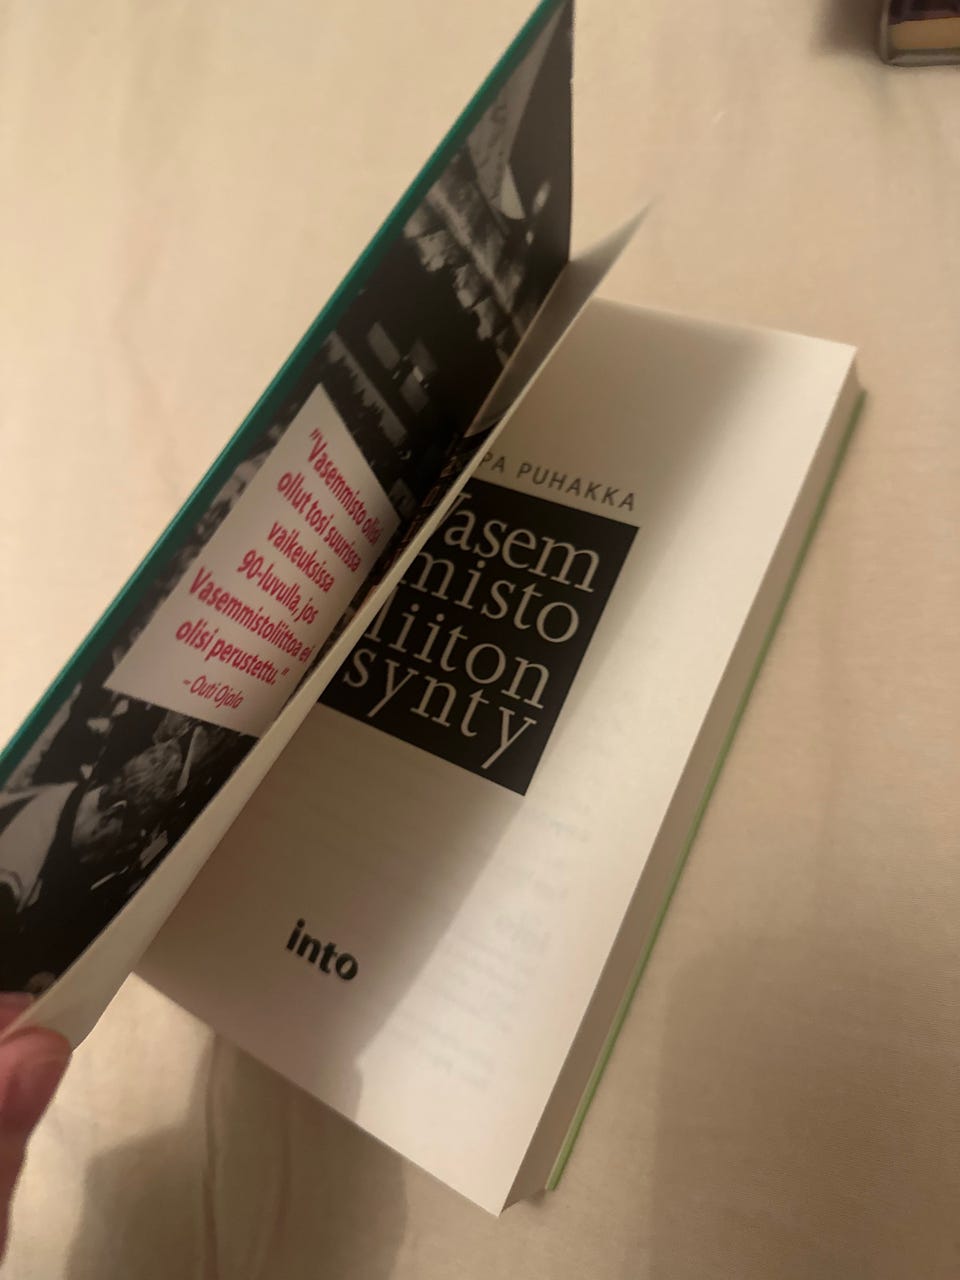 "Vasemmisto olisi
ollut tosi suurissa
vaikeuksissa
90-luvulla, jos
Vasemmistoliittoa ei
olisi perustettu."
– Outi Ojala
PA PUHAKKA
Vasem
misto
liiton
synty
into